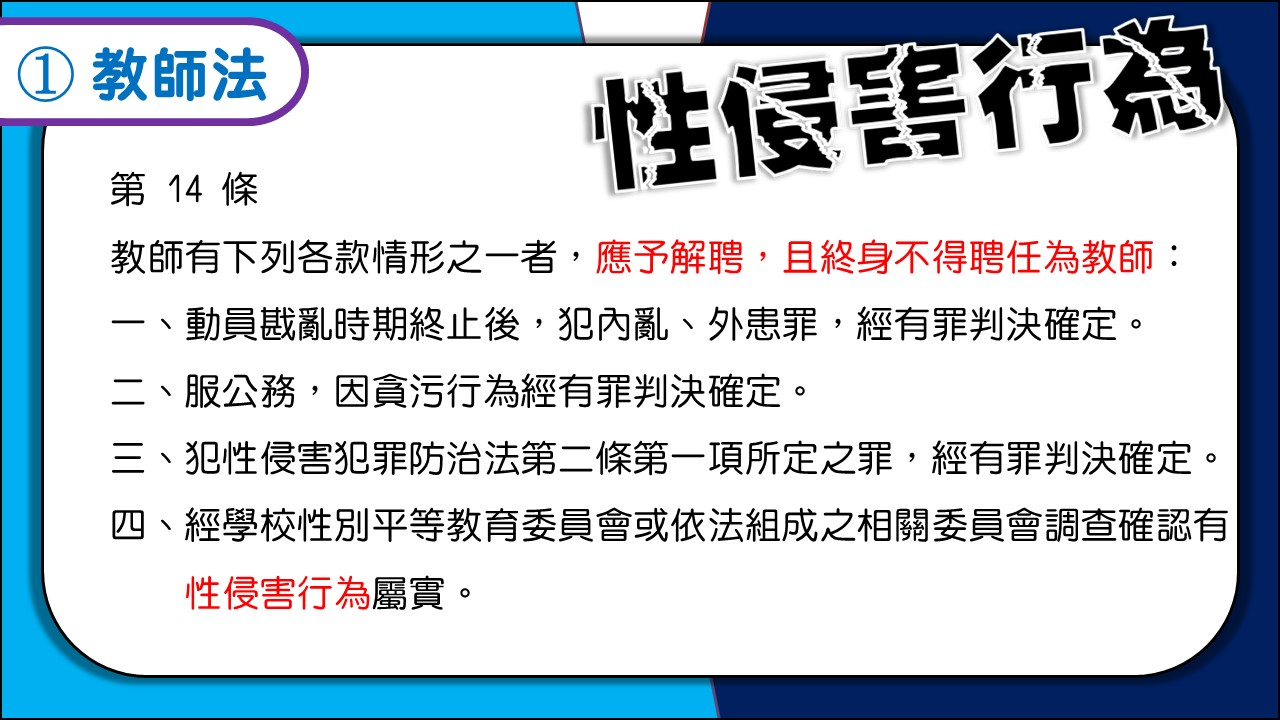 ① 教師法
性侵害行為
第 14 條
教師有下列各款情形之一者，應予解聘，且終身不得聘任為教師：
一、動員戡亂時期終止後，犯內亂、外患罪，經有罪判決確定。
二、服公務，因貪污行為經有罪判決確定。
三、犯性侵害犯罪防治法第二條第一項所定之罪，經有罪判決確定。
四、經學校性別平等教育委員會或依法組成之相關委員會調查確認有
性侵害行為屬實。